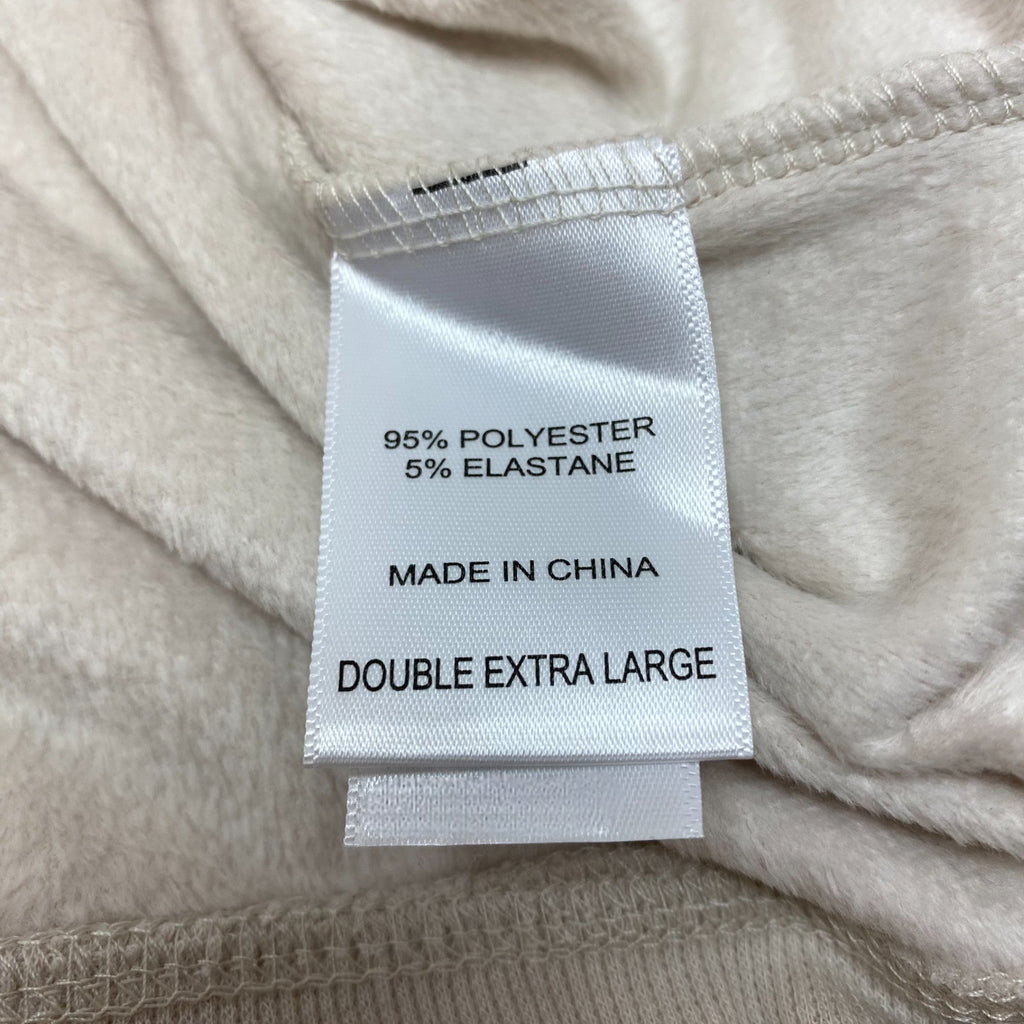 95% POLYESTER
5% ELASTANE
MADE IN CHINA
DOUBLE EXTRA LARGE